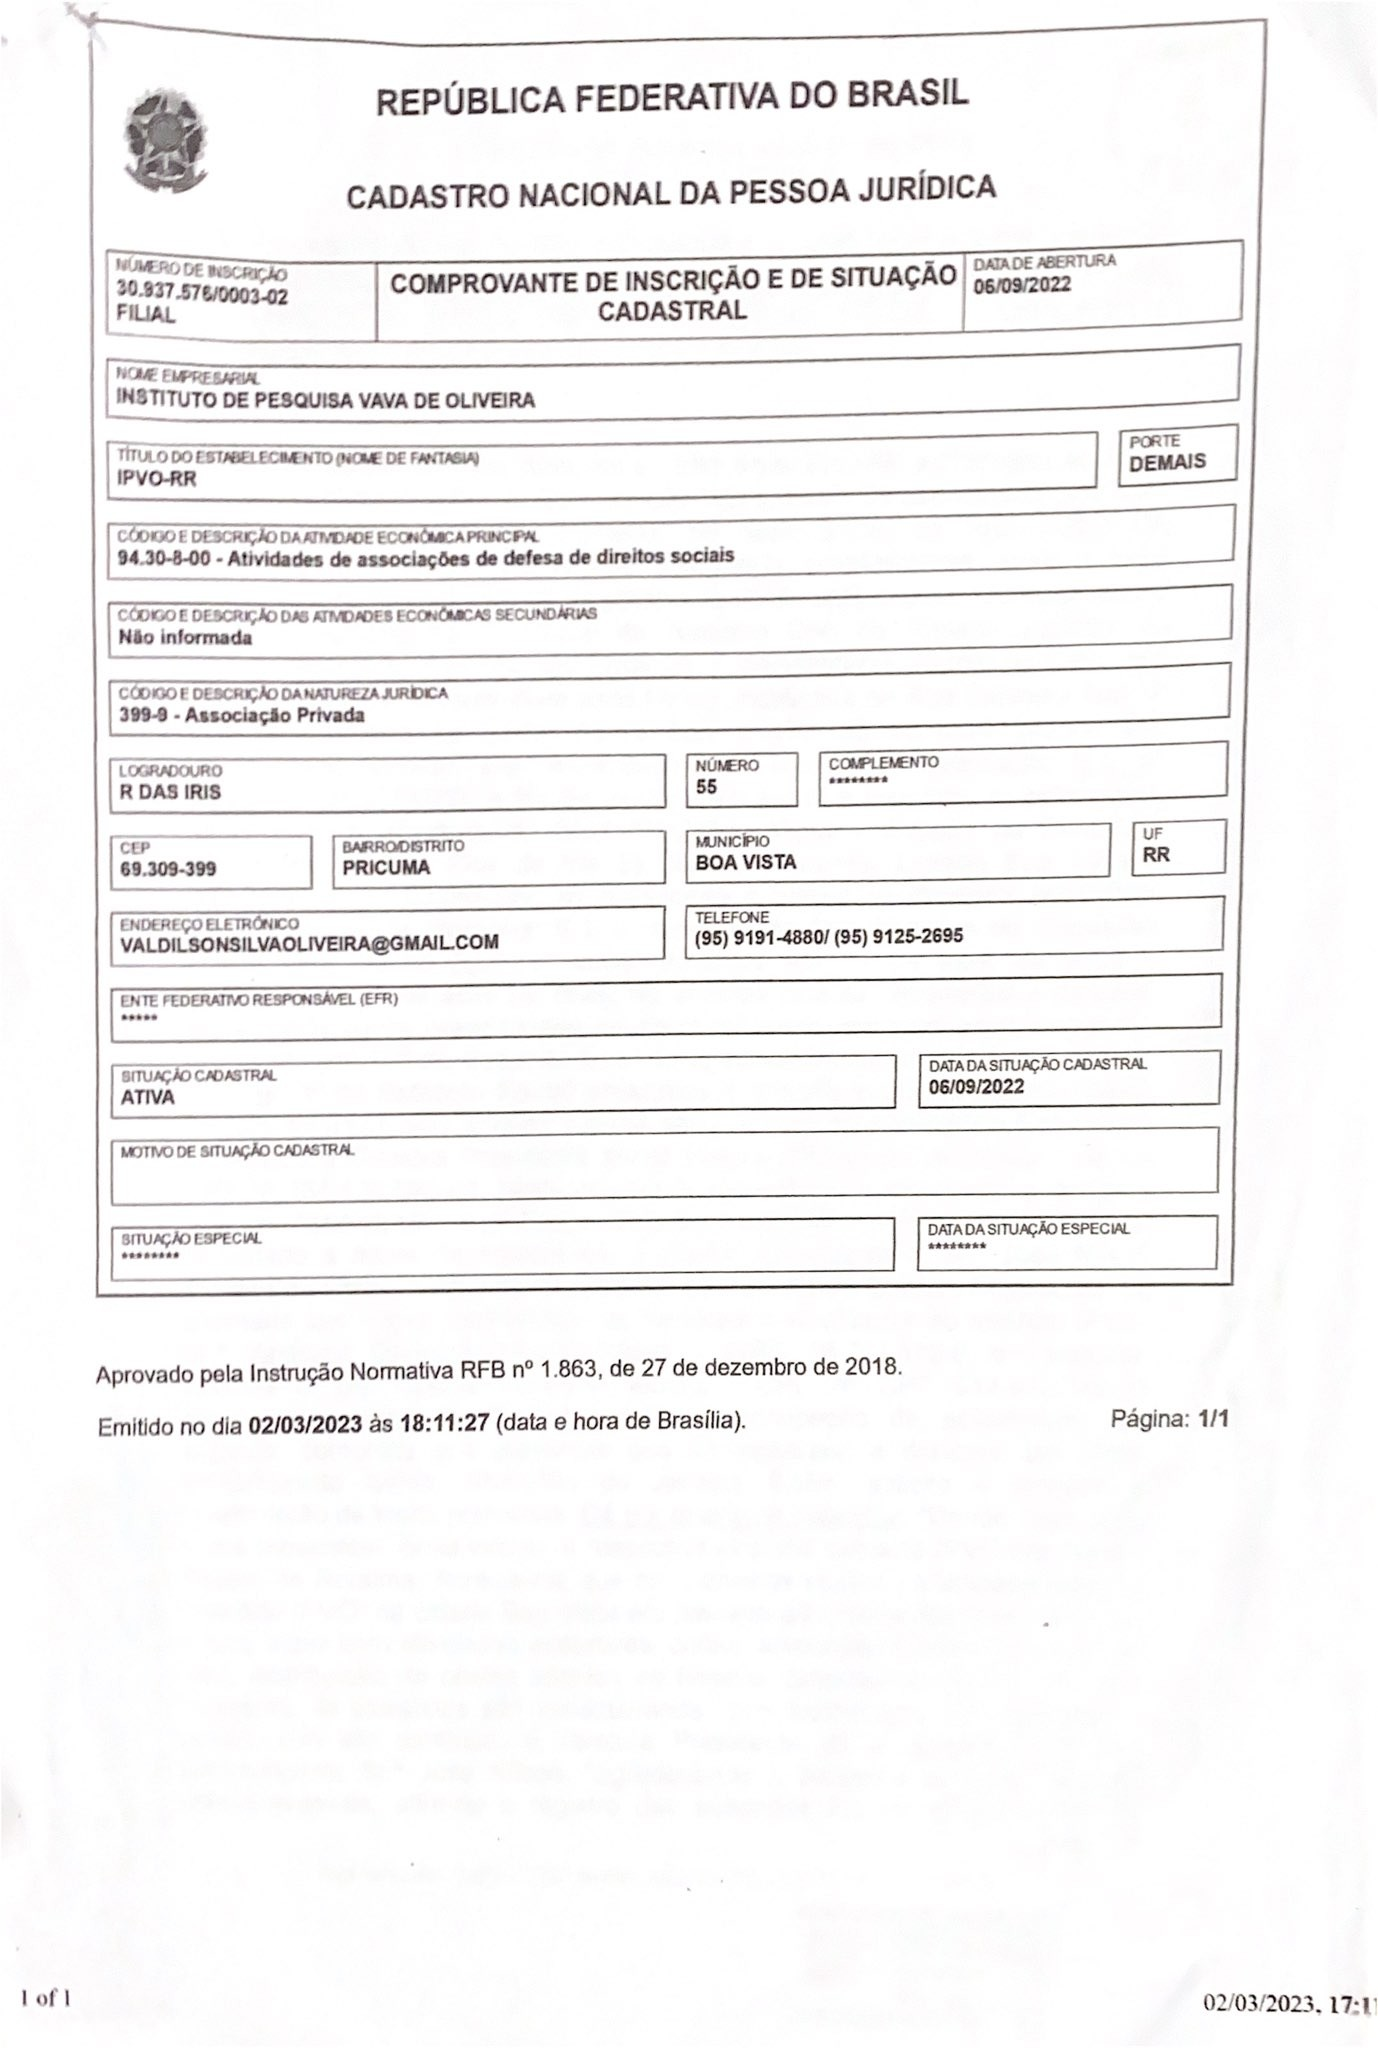 REPÚBLICA FEDERATIVA DO BRASIL
CADASTRO NACIONAL DA PESSOA JURÍDICA
NÚMERO DE INSCRIÇÃO
30.937.576/0003-02
FILIAL
COMPROVANTE DE INSCRIÇÃO E DE SITUAÇÃO
CADASTRAL
DATA DE ABERTURA
06/09/2022
NOME EMPRESARIAL
INSTITUTO DE PESQUISA VAVA DE OLIVEIRA
TÍTULO DO ESTABELECIMENTO (NOME DE FANTASIA)
IPVO-RR
PORTE
DEMAIS
CÓDIGO E DESCRIÇÃO DA ATIVIDADE ECONÔMICA PRINCIPAL
94.30-8-00 - Atividades de associações de defesa de direitos sociais
CÓDIGO E DESCRIÇÃO DAS ATIVIDADES ECONÔMICAS SECUNDÁRIAS
Não informada
CÓDIGO E DESCRIÇÃO DA NATUREZA JURÍDICA
399-9 - Associação Privada
LOGRADOURO
R DAS IRIS
NÚMERO
55
COMPLEMENTO
********
CEP
69.309-399
BAIRRO/DISTRITO
PRICUMA
MUNICÍPIO
BOA VISTA
UF
RR
ENDEREÇO ELETRÔNICO
VALDILSONSILVAOLIVEIRA@GMAIL.COM
TELEFONE
(95) 9191-4880/ (95) 9125-2695
ENTE FEDERATIVO RESPONSÁVEL (EFR)
*****
SITUAÇÃO CADASTRAL
ATIVA
DATA DA SITUAÇÃO CADASTRAL
06/09/2022
MOTIVO DE SITUAÇÃO CADASTRAL
SITUAÇÃO ESPECIAL
********
DATA DA SITUAÇÃO ESPECIAL
********
Aprovado pela Instrução Normativa RFB nº 1.863, de 27 de dezembro de 2018.
Emitido no dia 02/03/2023 às 18:11:27 (data e hora de Brasília).
Página: 1/1
1 of 1
02/03/2023, 17:11